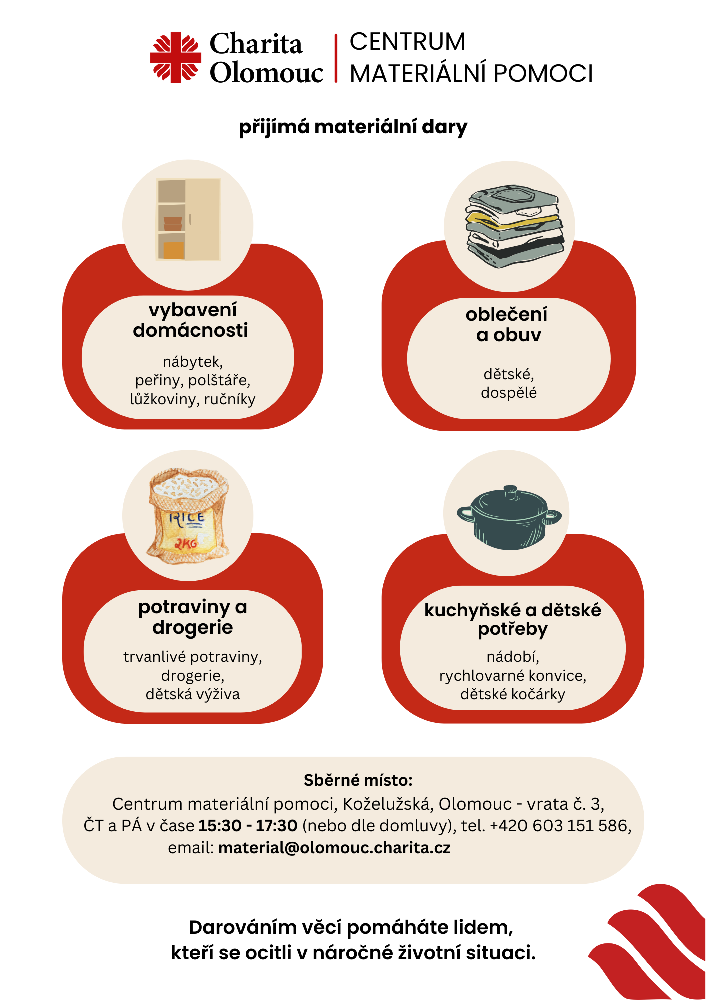 Charita
Olomouc
CENTRUM
MATERIÁLNÍ POMOCI
přijímá materiální dary
vybavení
domácnosti
nábytek,
peřiny, polštáře,
lůžkoviny, ručníky
oblečení
a obuv
dětské,
dospělé
RICE
2KG
potraviny a
drogerie
trvanlivé potraviny,
drogerie,
dětská výživa
kuchyňské a dětské
potřeby
nádobí,
rychlovarné konvice,
dětské kočárky
Sběrné místo:
Centrum materiální pomoci, Koželužská, Olomouc - vrata č. 3,
ČT a PÁ v čase 15:30 - 17:30 (nebo dle domluvy), tel. +420 603 151 586,
email: material@olomouc.charita.cz
Darováním věcí pomáháte lidem,
kteří se ocitli v náročné životní situaci.